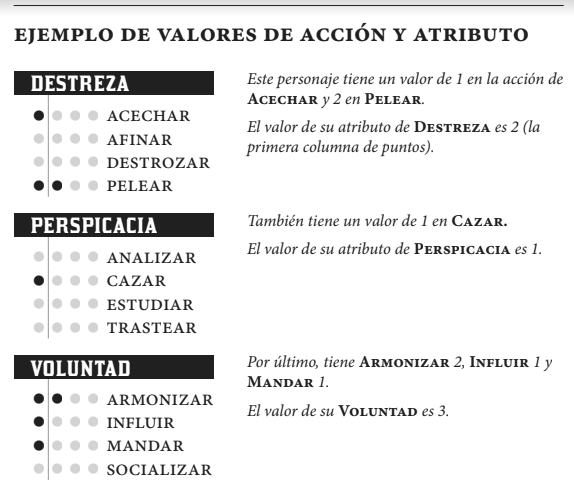 EJEMPLO DE VALORES DE ACCIÓN Y ATRIBUTO
DESTREZA
ACECHAR
AFINAR
DESTROZAR
PELEAR
Este personaje tiene un valor de 1 en la acción de
ACECHAR y 2 en PELEAR.
El valor de su atributo de DESTREZA es 2 (la
primera columna de puntos).
PERSPICACIA
ANALIZAR
CAZAR
ESTUDIAR
TRASTEAR
También tiene un valor de 1 en CAZAR.
El valor de su atributo de PERSPICACIA es 1.
VOLUNTAD
ARMONIZAR
INFLUIR
MANDAR
SOCIALIZAR
Por último, tiene ARMONIZAR 2, INFLUIR 1 y
MANDAR 1.
El valor de su VOLUNTAD es 3.